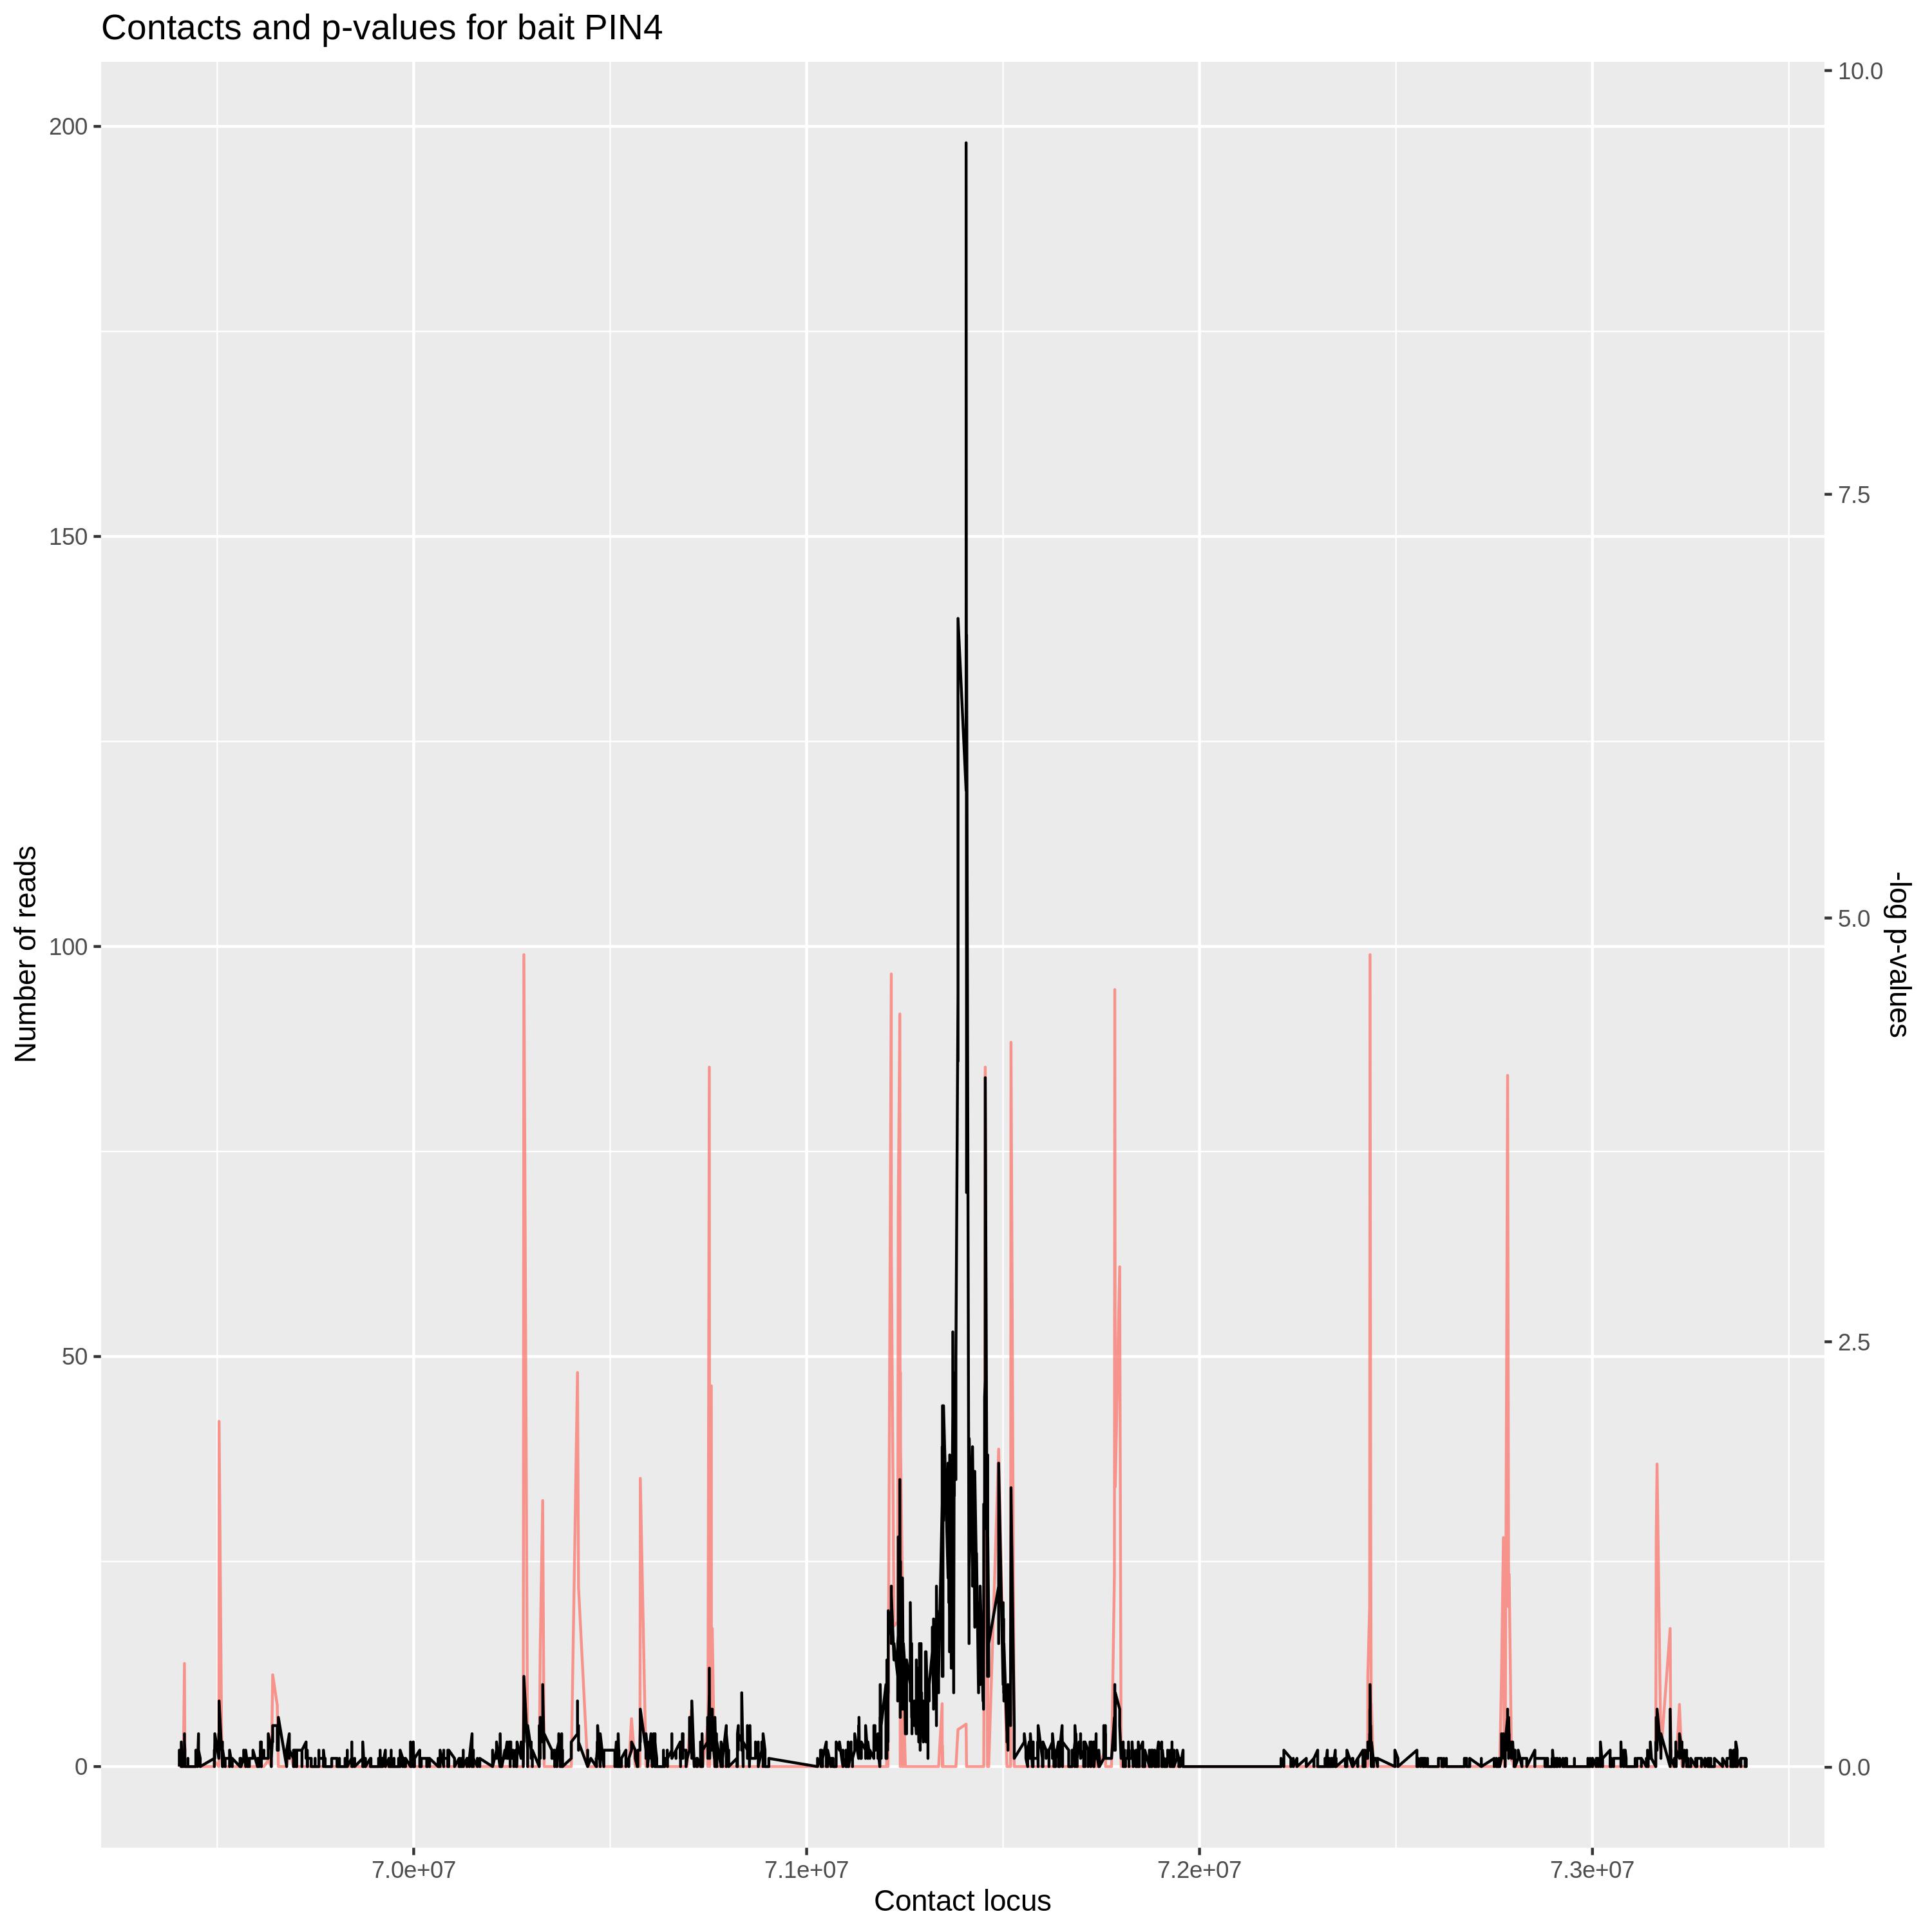 Contacts and p-values for bait PIN4
200
150
100
50
0
Number of reads
10.0
7.5
5.0
2.5
0.0
-log p-values
7.0e+07
7.1e+07
7.2e+07
7.3e+07
Contact locus